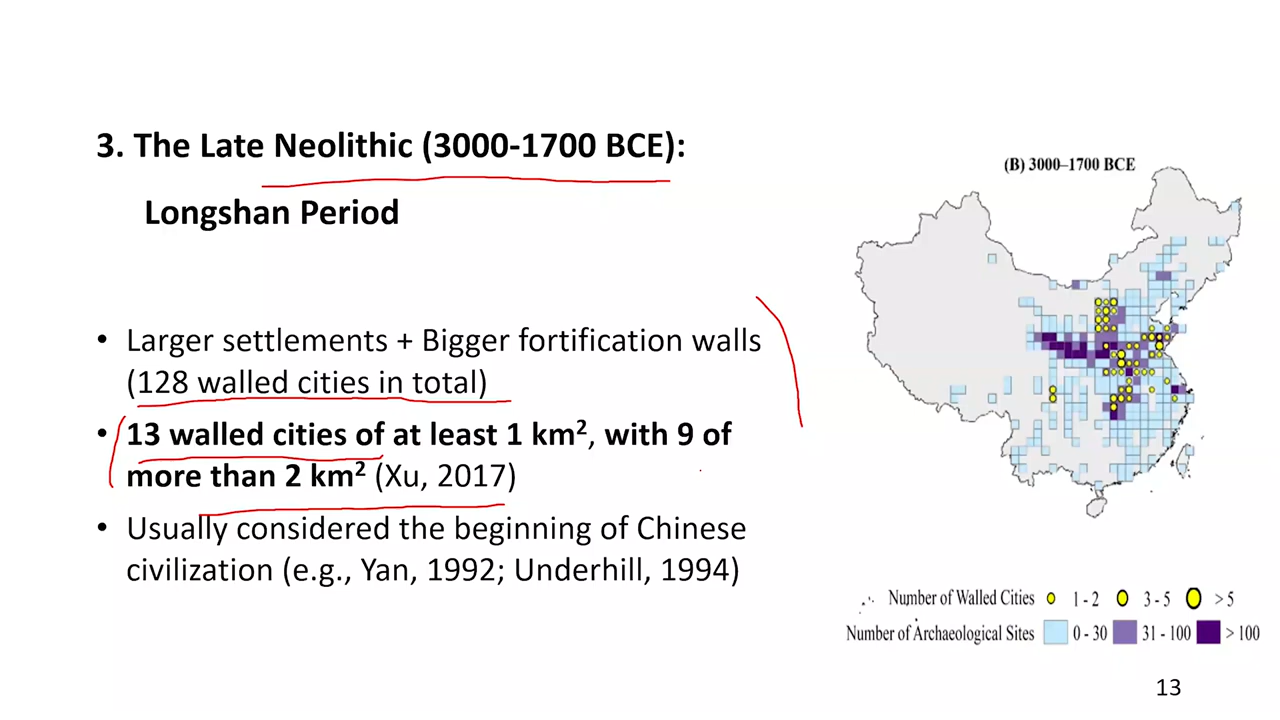 3. The Late Neolithic (3000-1700 BCE):
Longshan Period
• Larger settlements + Bigger fortification walls
(128 walled cities in total)
• 13 walled cities of at least 1 km², with 9 of
more than 2 km² (Xu, 2017)
• Usually considered the beginning of Chinese
civilization (e.g., Yan, 1992; Underhill, 1994)
(B) 3000–1700 BCE
Number of Walled Cities 1 - 2 3 - 5 > 5
Number of Archaeological Sites 0 - 30 31 - 100 > 100
13